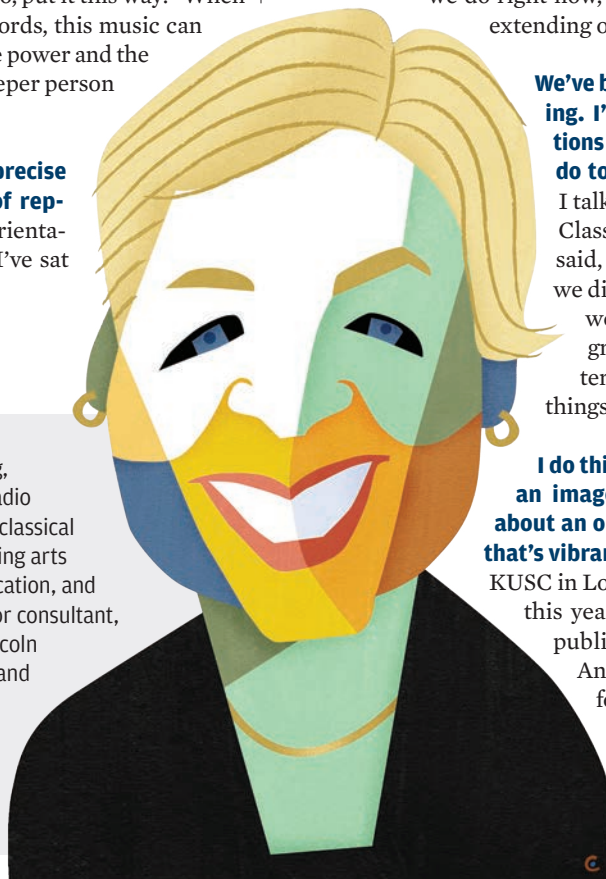 o, put it this way? "When
ords, this music can
e power and the
eper person
precise
of rep-
rienta-
I've sat
g,
adio
classical
ing arts
cation, and
or consultant,
coln
and
we do right now,
extending o
We've b
ing. I'
tions
do to
I talk
Class
said,
we di
we
gr
ter
things
I do thi
an imag
about an o
that's vibra
KUSC in Lo
this yea
publi
An
fo